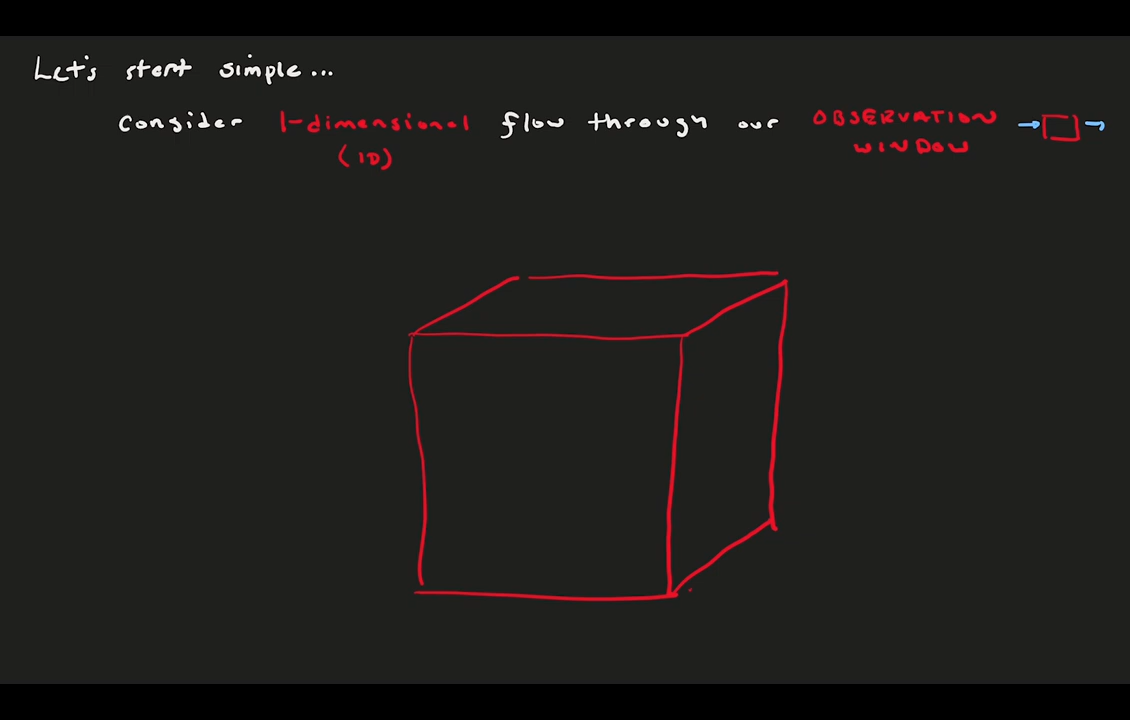 Let's start simple...
Consider 1-dimensional flow through our OBSERVATION
(1D) WINDOW